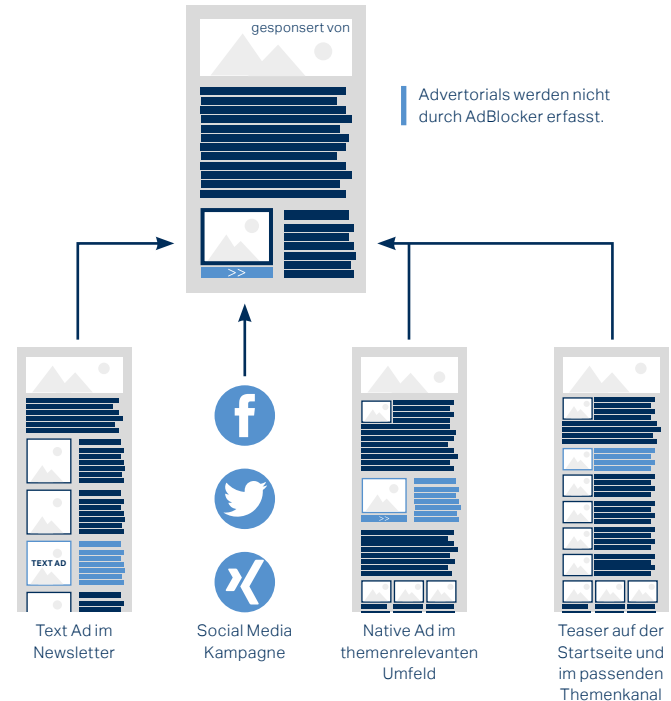 gesponsert von
Advertorials werden nicht
durch AdBlocker erfasst.
>>
>>
TEXT AD
Text Ad im
Newsletter
Social Media
Kampagne
Native Ad im
themenrelevanten
Umfeld
Teaser auf der
Startseite und
im passenden
Themenkanal